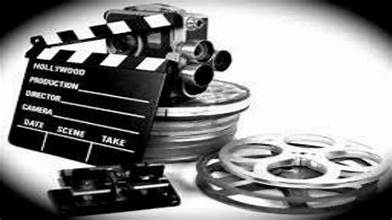 HOLLYWOOD
PRODUCTION
DIRECTOR
CAMERA
DATE SCENE TAKE